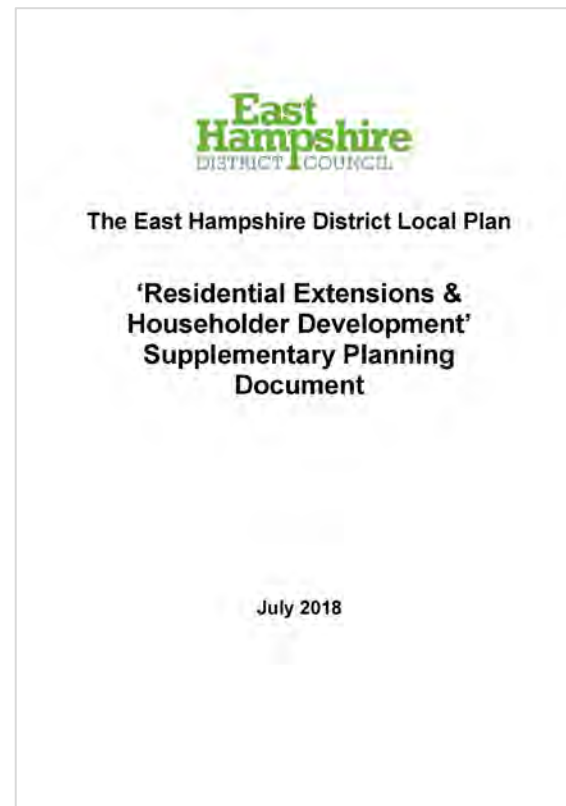 East
Hampshire
DISTRICT COUNCIL
The East Hampshire District Local Plan
‘Residential Extensions &
Householder Development’
Supplementary Planning
Document
July 2018